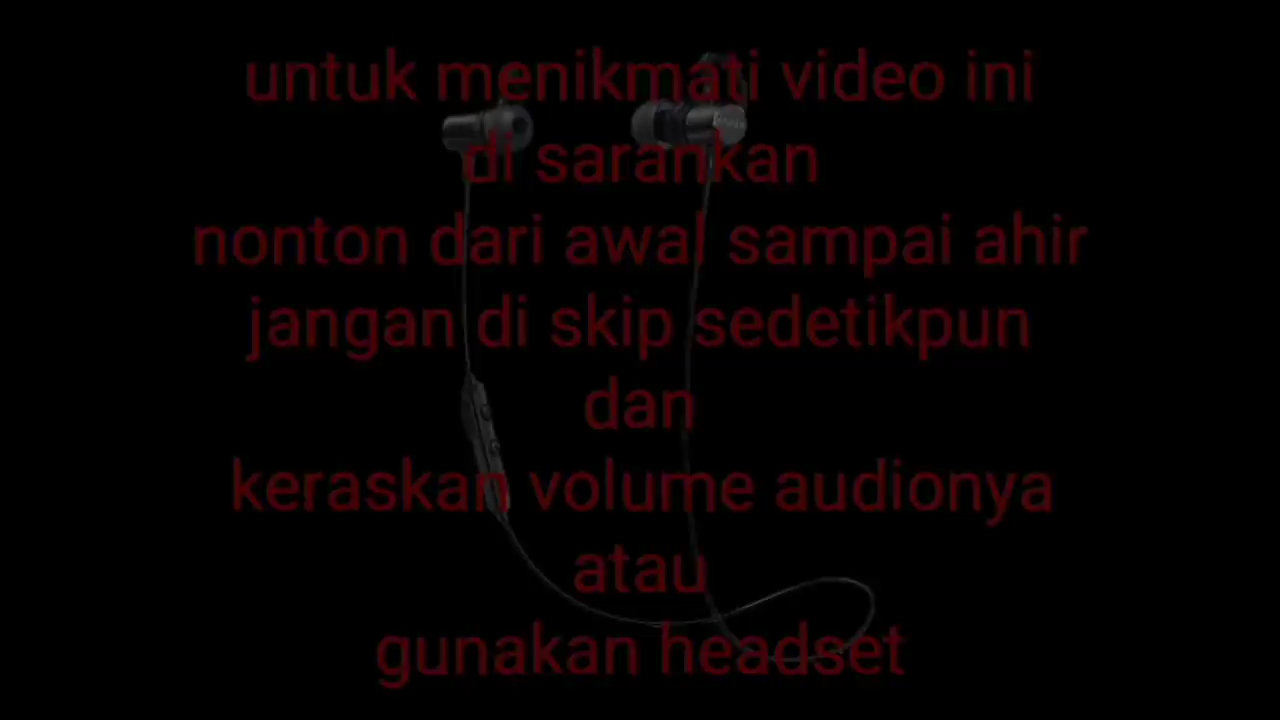 untuk menikmati video ini
di sarankan
nonton dari awal sampai ahir
jangan di skip sedetikpun
dan
keraskan volume audionya
atau
gunakan headset